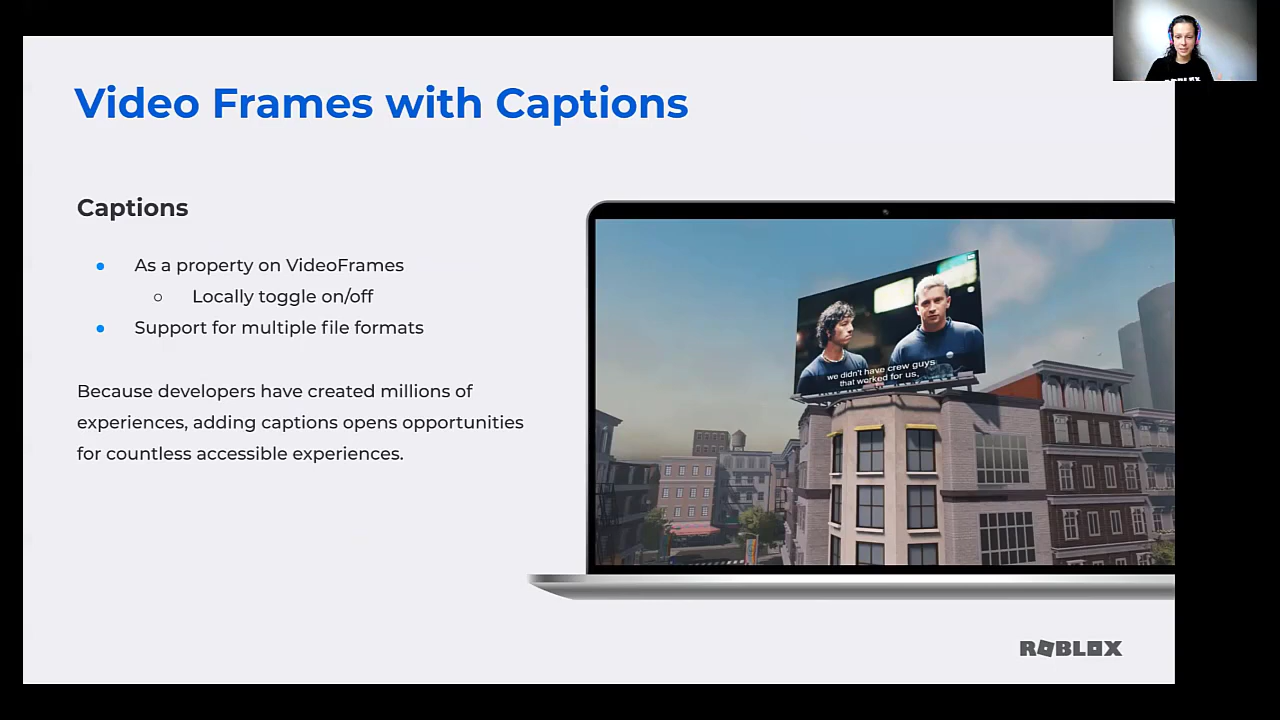 Video Frames with Captions
Captions
As a property on VideoFrames
Locally toggle on/off
Support for multiple file formats
Because developers have created millions of
experiences, adding captions opens opportunities
for countless accessible experiences.
we didn't have crew guys
that worked for us.
ROBLOX
ROBLOX